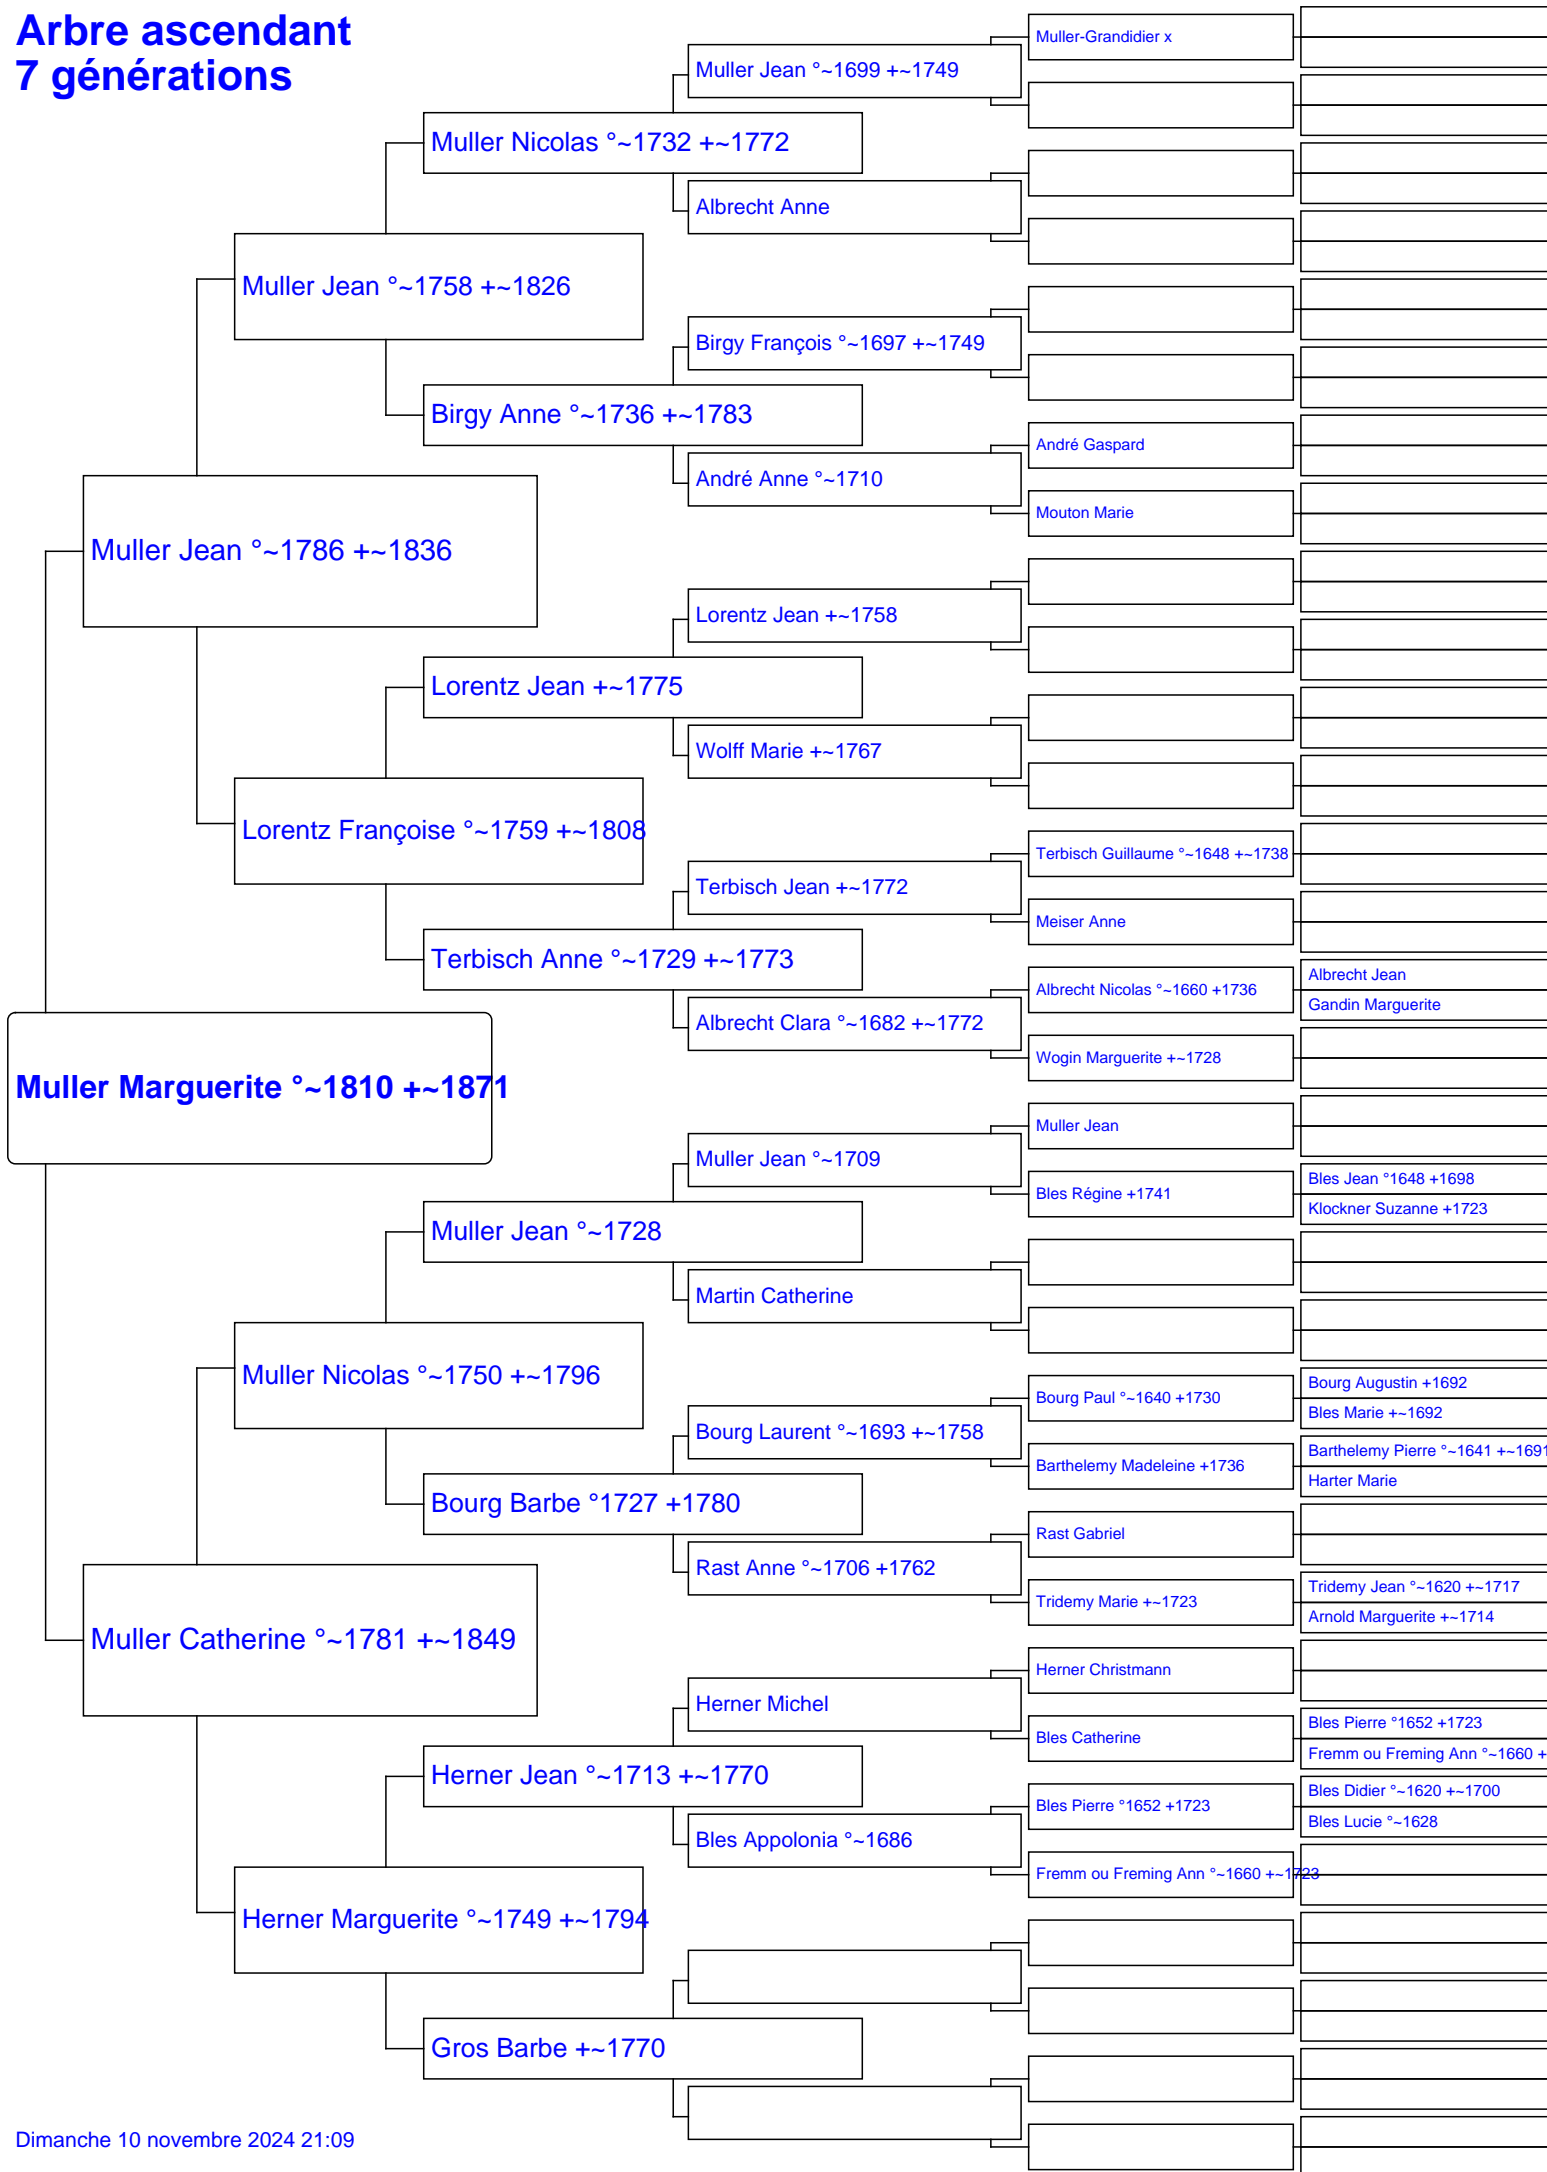 Arbre ascendant
7 générations
Muller-Grandidier x
Muller Jean °~1699 +~1749
Muller Nicolas °~1732 +~1772
Albrecht Anne
Muller Jean °~1758 +~1826
Birgy François °~1697 +~1749
Birgy Anne °~1736 +~1783
André Gaspard
André Anne °~1710
Mouton Marie
Muller Jean °~1786 +~1836
Lorentz Jean +~1758
Lorentz Jean +~1775
Wolff Marie +~1767
Lorentz Françoise °~1759 +~1808
Terbisch Guillaume °~1648 +~1738
Terbisch Jean +~1772
Meiser Anne
Terbisch Anne °~1729 +~1773
Albrecht Jean
Albrecht Nicolas °~1660 +1736
Gandin Marguerite
Albrecht Clara °~1682 +~1772
Wogin Marguerite +~1728
Muller Marguerite °~1810 +~1871
Muller Jean
Muller Jean °~1709
Bles Jean °1648 +1698
Bles Régine +1741
Klockner Suzanne +1723
Muller Jean °~1728
Martin Catherine
Muller Nicolas °~1750 +~1796
Bourg Augustin +1692
Bourg Paul °~1640 +1730
Bles Marie +~1692
Bourg Laurent °~1693 +~1758
Barthelemy Pierre °~1641 +~1691
Barthelemy Madeleine +1736
Harter Marie
Bourg Barbe °1727 +1780
Rast Gabriel
Rast Anne °~1706 +1762
Tridemy Jean °~1620 +~1717
Tridemy Marie +~1723
Arnold Marguerite +~1714
Muller Catherine °~1781 +~1849
Herner Christmann
Herner Michel
Bles Pierre °1652 +1723
Bles Catherine
Fremm ou Freming Ann °~1660 +
Herner Jean °~1713 +~1770
Bles Didier °~1620 +~1700
Bles Pierre °1652 +1723
Bles Lucie °~1628
Bles Appolonia °~1686
Fremm ou Freming Ann °~1660 +~1723
Herner Marguerite °~1749 +~1794
Gros Barbe +~1770
Dimanche 10 novembre 2024 21:09